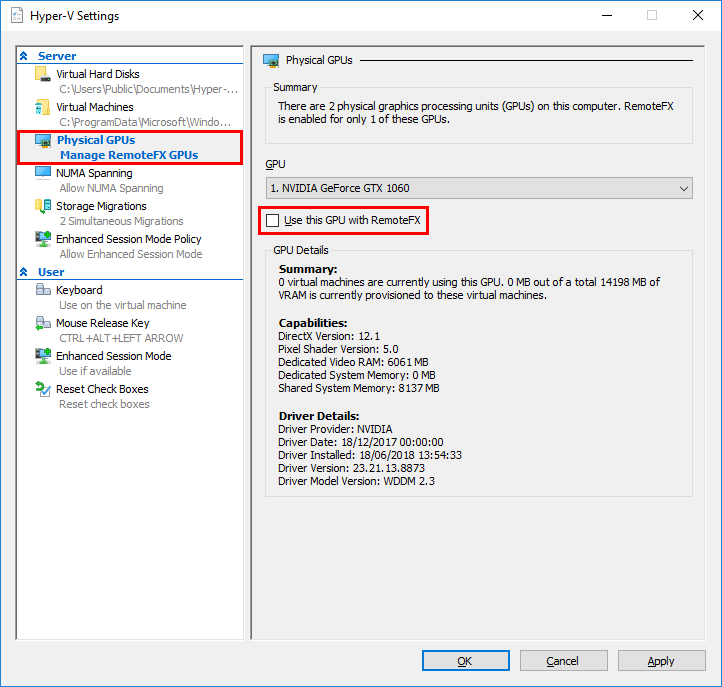 Hyper-V Settings
Server
Virtual Hard Disks
C:\Users\Public\Documents\Hyper-...
Virtual Machines
C:\ProgramData\Microsoft\Windo...
Physical GPUs
Manage RemoteFX GPUs
NUMA Spanning
Allow NUMA Spanning
Storage Migrations
2 Simultaneous Migrations
Enhanced Session Mode Policy
Allow Enhanced Session Mode
User
Keyboard
Use on the virtual machine
Mouse Release Key
CTRL+ALT+LEFT ARROW
Enhanced Session Mode
Use if available
Reset Check Boxes
Reset check boxes
Physical GPUs
Summary
There are 2 physical graphics processing units (GPUs) on this computer. RemoteFX
is enabled for only 1 of these GPUs.
GPU
1. NVIDIA GeForce GTX 1060
Use this GPU with RemoteFX
GPU Details
Summary:
0 virtual machines are currently using this GPU. 0 MB out of a total 14198 MB of
VRAM is currently provisioned to these virtual machines.
Capabilities:
DirectX Version: 12.1
Pixel Shader Version: 5.0
Dedicated Video RAM: 6061 MB
Dedicated System Memory: 0 MB
Shared System Memory: 8137 MB
Driver Details:
Driver Provider: NVIDIA
Driver Date: 18/12/2017 00:00:00
Driver Installed: 18/06/2018 13:54:33
Driver Version: 23.21.13.8873
Driver Model Version: WDDM 2.3
OK
Cancel
Apply